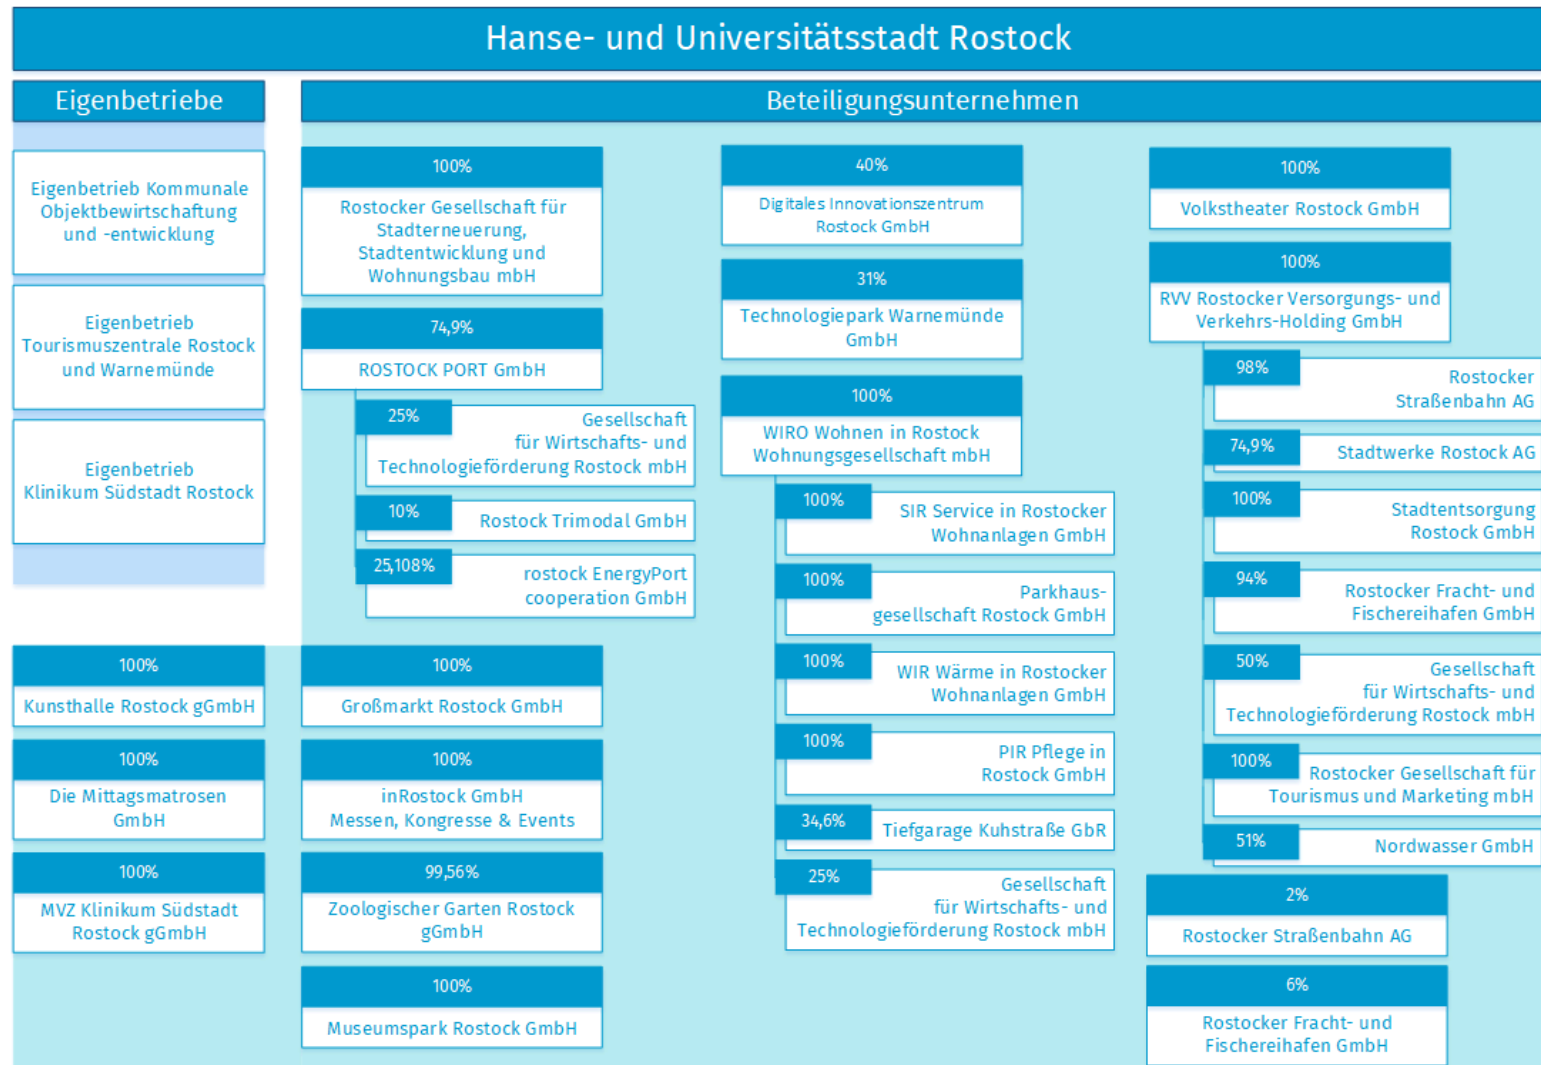 Hanse- und Universitätsstadt Rostock
Eigenbetriebe
Eigenbetrieb Kommunale
Objektbewirtschaftung
und -entwicklung
Eigenbetrieb
Tourismuszentrale Rostock
und Warnemünde
Eigenbetrieb
Klinikum Südstadt Rostock
Beteiligungsunternehmen
100%
Kunsthalle Rostock gGmbH
100%
Die Mittagsmatrosen
GmbH
100%
MVZ Klinikum Südstadt
Rostock gGmbH
100%
Rostocker Gesellschaft für
Stadterneuerung,
Stadtentwicklung und
Wohnungsbau mbH
74,9%
ROSTOCK PORT GmbH
25%
Gesellschaft
für Wirtschafts- und
Technologieförderung Rostock mbH
10%
Rostock Trimodal GmbH
25,108%
rostock EnergyPort
cooperation GmbH
100%
Großmarkt Rostock GmbH
100%
inRostock GmbH
Messen, Kongresse & Events
99,56%
Zoologischer Garten Rostock
gGmbH
100%
Museumspark Rostock GmbH
40%
Digitales Innovationszentrum
Rostock GmbH
31%
Technologiepark Warnemünde
GmbH
100%
WIRO Wohnen in Rostock
Wohnungsgesellschaft mbH
100%
SIR Service in Rostocker
Wohnanlagen GmbH
100%
Parkhaus-
gesellschaft Rostock GmbH
100%
WIR Wärme in Rostocker
Wohnanlagen GmbH
100%
PIR Pflege in
Rostock GmbH
34,6%
Tiefgarage Kuhstraße GbR
25%
Gesellschaft
für Wirtschafts- und
Technologieförderung Rostock mbH
100%
Volkstheater Rostock GmbH
100%
RVV Rostocker Versorgungs- und
Verkehrs-Holding GmbH
98%
Rostocker
Straßenbahn AG
74,9%
Stadtwerke Rostock AG
100%
Stadtentsorgung
Rostock GmbH
94%
Rostocker Fracht- und
Fischereihafen GmbH
50%
Gesellschaft
für Wirtschafts- und
Technologieförderung Rostock mbH
100%
Rostocker Gesellschaft für
Tourismus und Marketing mbH
51%
Nordwasser GmbH
2%
Rostocker Straßenbahn AG
6%
Rostocker Fracht- und
Fischereihafen GmbH